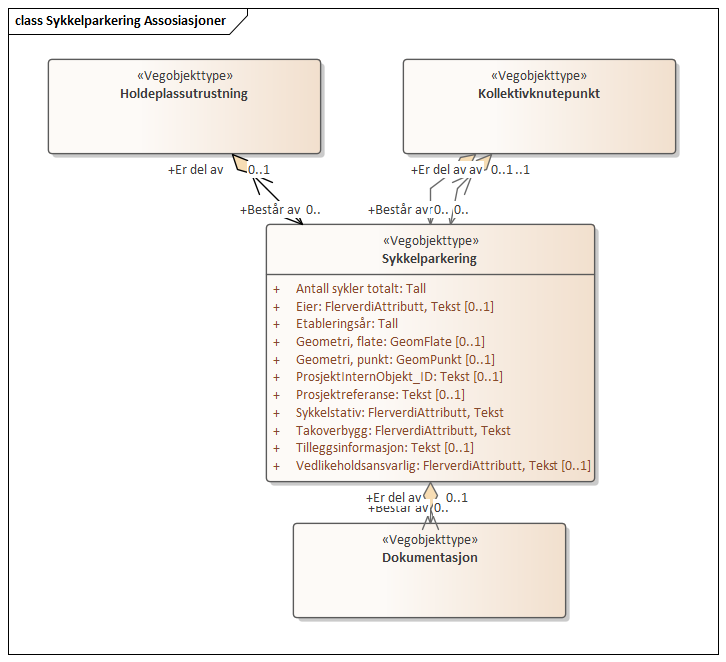 class Sykkelparkering Assosiasjoner
«Vegobjekttype»
Holdeplassutrustning
«Vegobjekttype»
Kollektivknutepunkt
+Er del av 0..1
+Er del av av 0..1 ..1
+Består av 0..
+Består av 0.. 0..
«Vegobjekttype»
Sykkelparkering
+ Antall sykler totalt: Tall
+ Eier: FlerverdiAttributt, Tekst [0..1]
+ Etableringsår: Tall
+ Geometri, flate: GeomFlate [0..1]
+ Geometri, punkt: GeomPunkt [0..1]
+ ProsjektInternObjekt_ID: Tekst [0..1]
+ Prosjektreferanse: Tekst [0..1]
+ Sykkelstativ: FlerverdiAttributt, Tekst
+ Takoverbygg: FlerverdiAttributt, Tekst
+ Tilleggsinformasjon: Tekst [0..1]
+ Vedlikeholdsansvarlig: FlerverdiAttributt, Tekst [0..1]
+Er del av 0..1
+Består av 0..
«Vegobjekttype»
Dokumentasjon